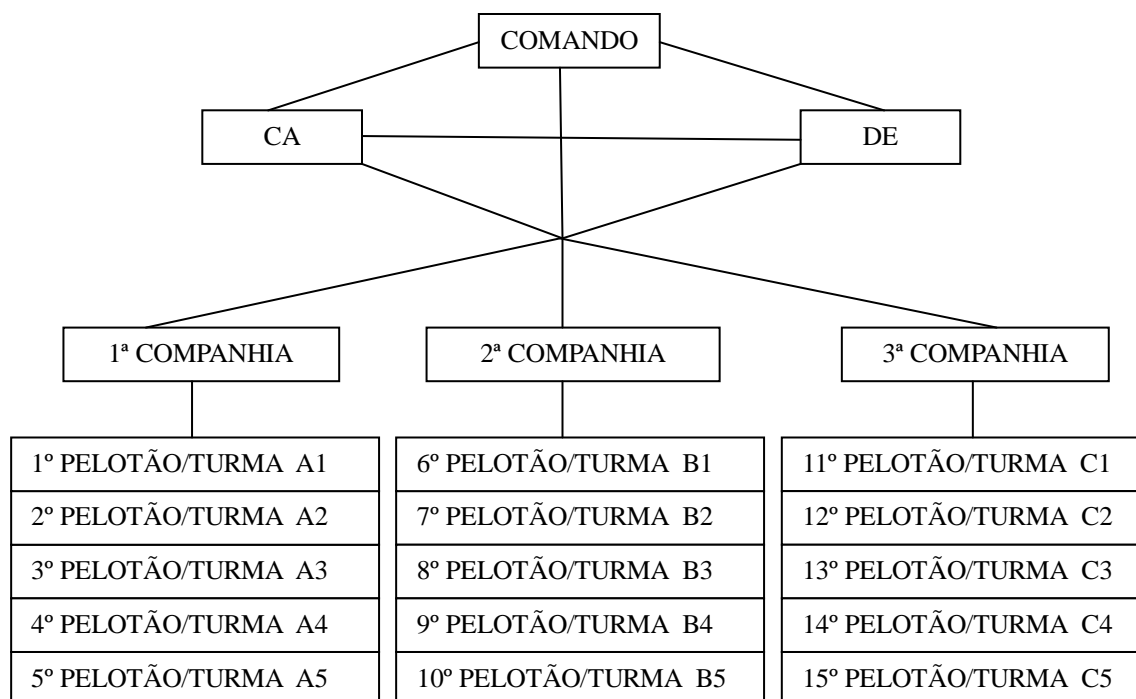 COMANDO
CA
DE
1ª COMPANHIA
2ª COMPANHIA
3ª COMPANHIA
1º PELOTÃO/TURMA A1
2º PELOTÃO/TURMA A2
3º PELOTÃO/TURMA A3
4º PELOTÃO/TURMA A4
5º PELOTÃO/TURMA A5
6º PELOTÃO/TURMA B1
7º PELOTÃO/TURMA B2
8º PELOTÃO/TURMA B3
9º PELOTÃO/TURMA B4
10º PELOTÃO/TURMA B5
11º PELOTÃO/TURMA C1
12º PELOTÃO/TURMA C2
13º PELOTÃO/TURMA C3
14º PELOTÃO/TURMA C4
15º PELOTÃO/TURMA C5